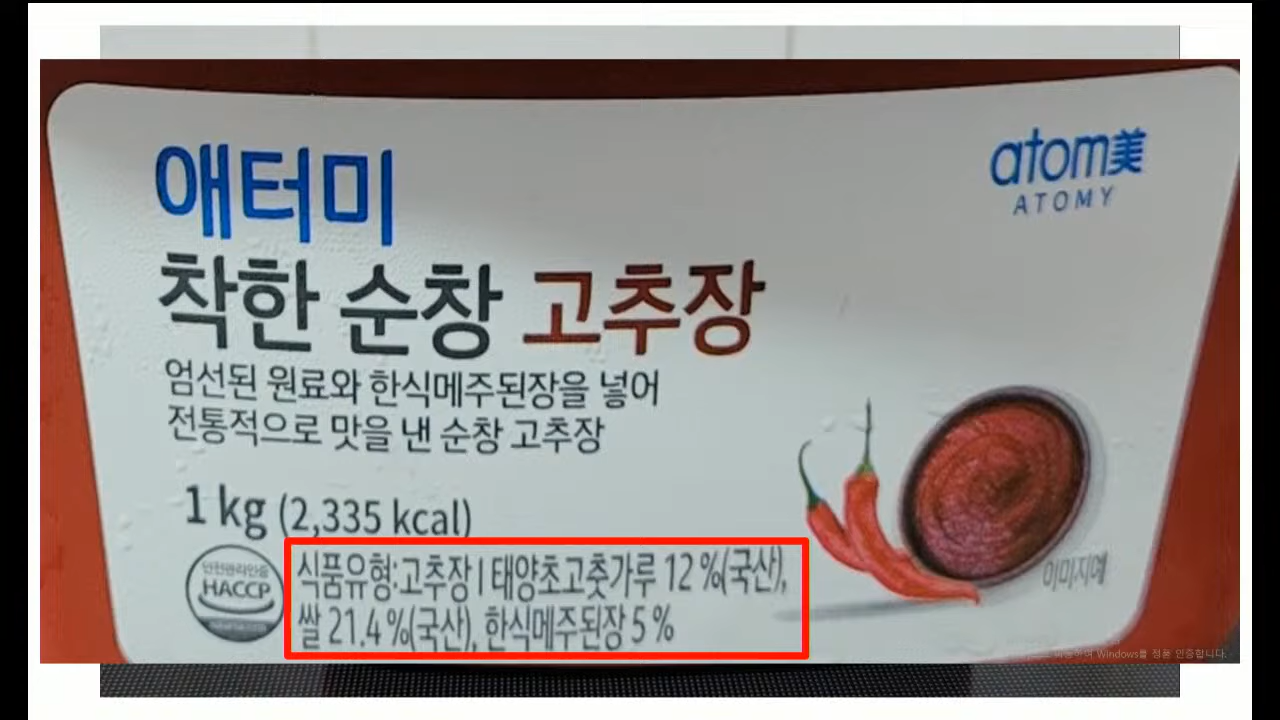 애터미
atom美
ATOMY
착한 순창 고추장
엄선된 원료와 한식메주된장을 넣어
전통적으로 맛을 낸 순창 고추장
1 kg (2,335 kcal)
안전관리인증
HACCP
식품유형:고추장 | 태양초고춧가루 12 %(국산),
쌀 21.4 %(국산), 한식메주된장 5 %
이미지예
Windows를 정품 인증합니다.